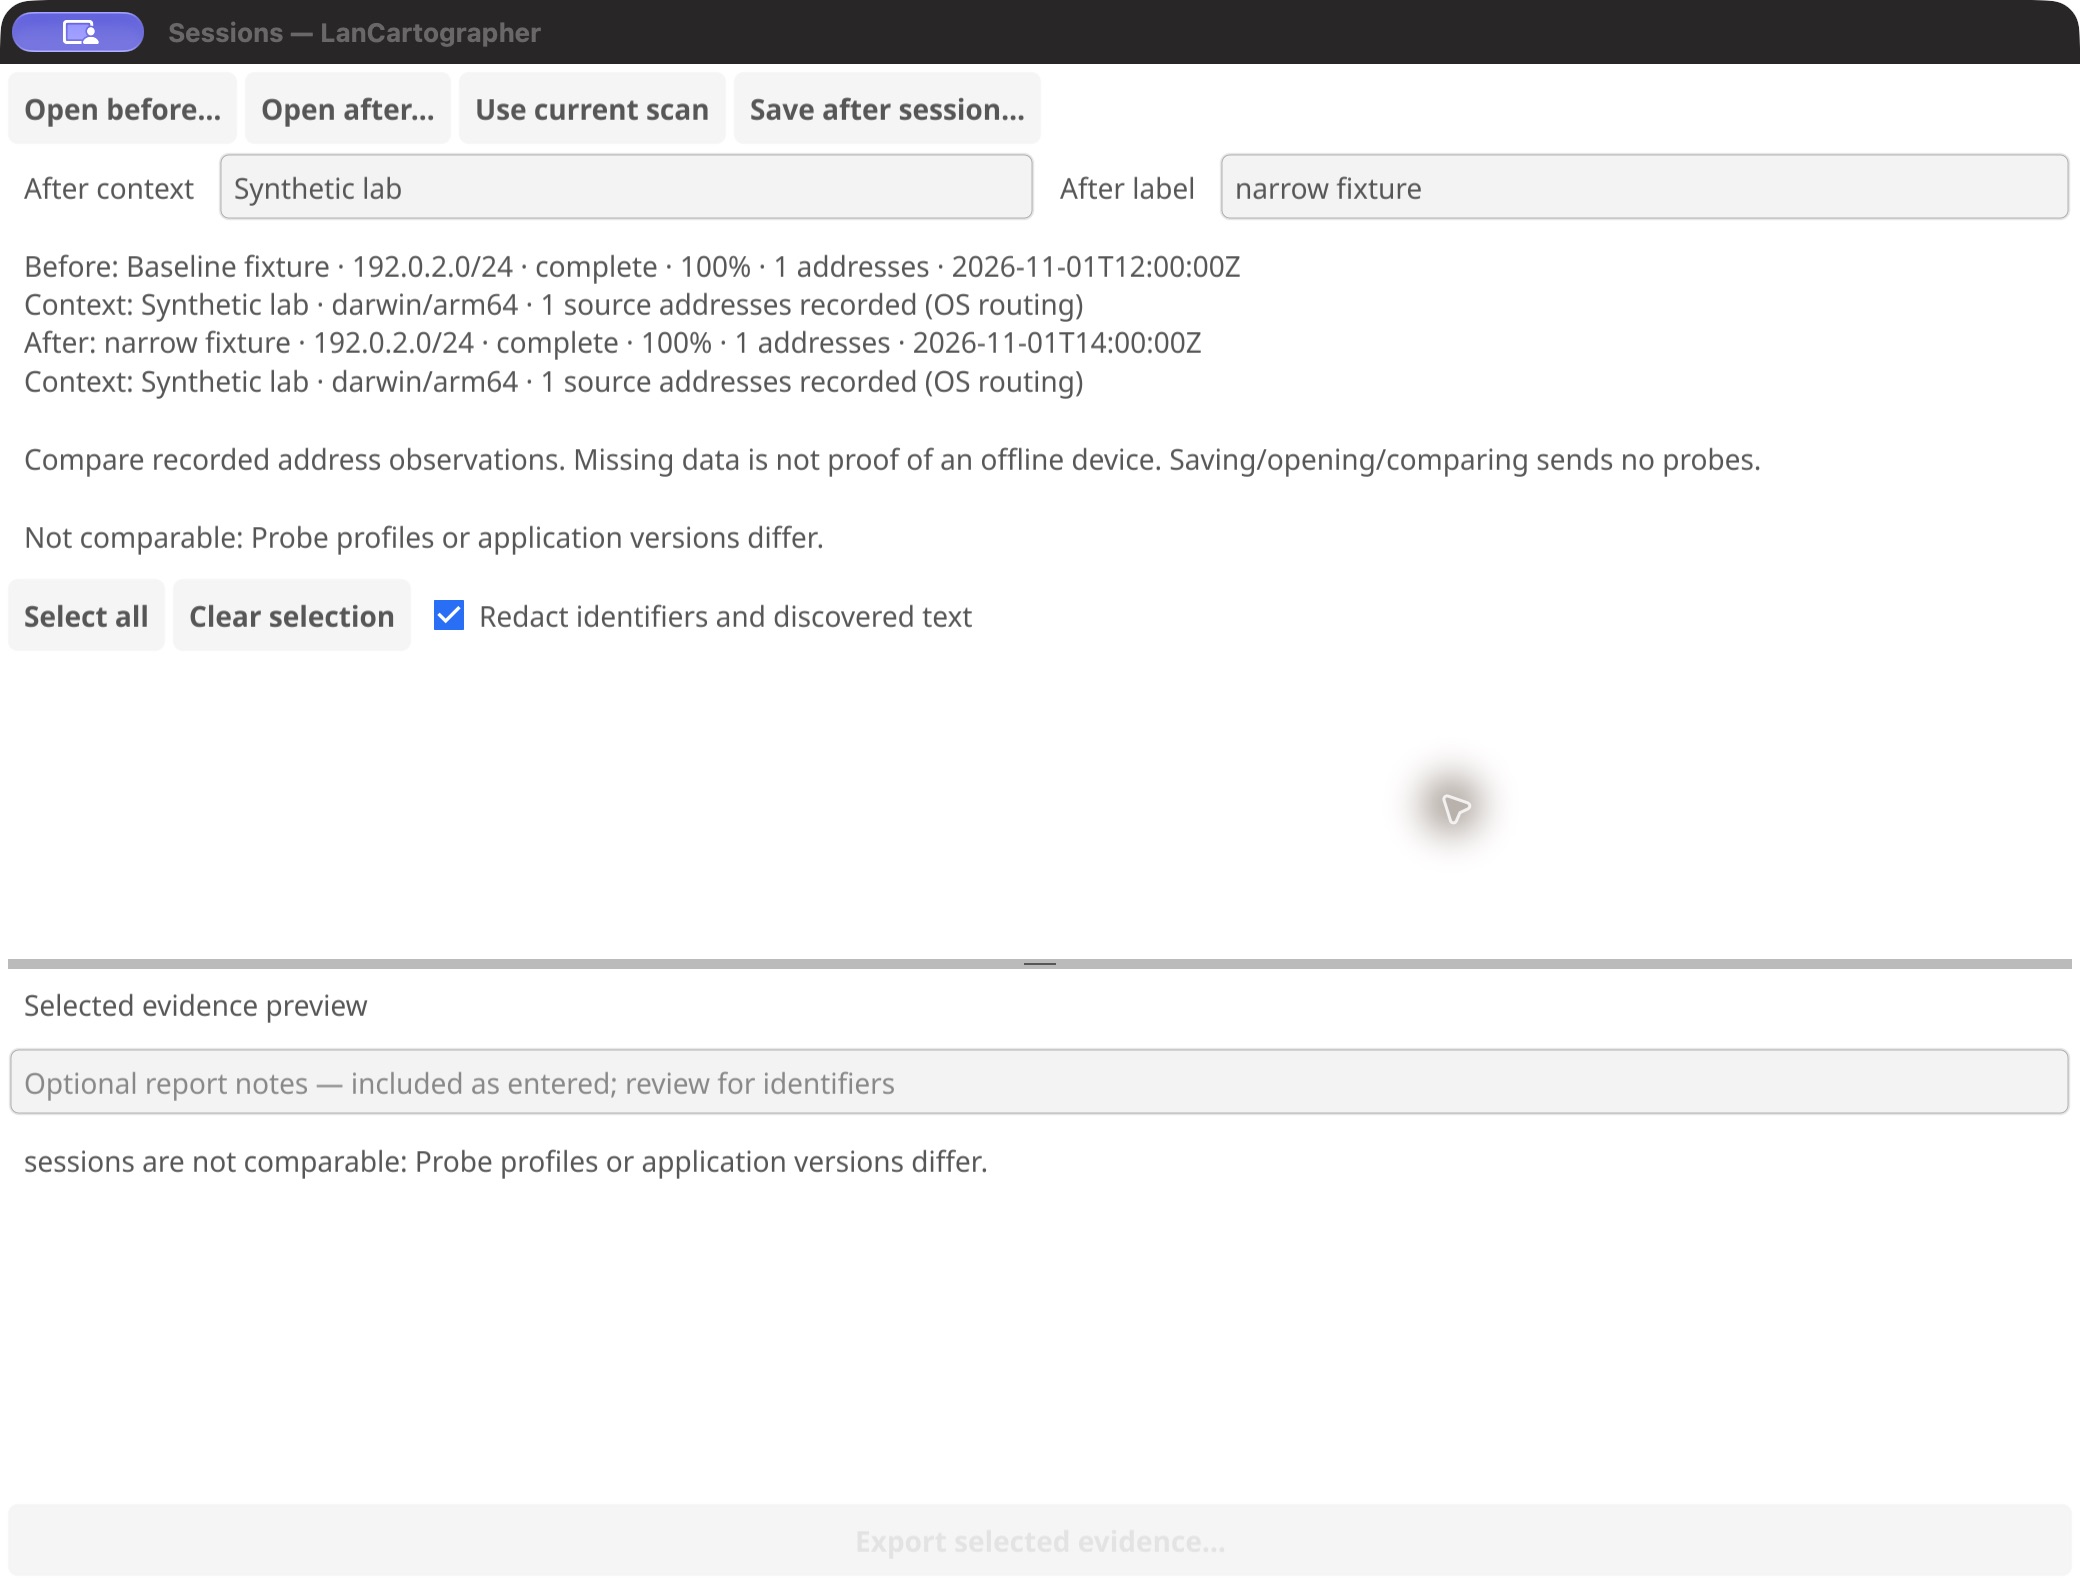 Sessions — LanCartographer
Open before... Open after... Use current scan Save after session...
After context Synthetic lab After label narrow fixture
Before: Baseline fixture · 192.0.2.0/24 · complete · 100% · 1 addresses · 2026-11-01T12:00:00Z
Context: Synthetic lab · darwin/arm64 · 1 source addresses recorded (OS routing)
After: narrow fixture · 192.0.2.0/24 · complete · 100% · 1 addresses · 2026-11-01T14:00:00Z
Context: Synthetic lab · darwin/arm64 · 1 source addresses recorded (OS routing)
Compare recorded address observations. Missing data is not proof of an offline device. Saving/opening/comparing sends no probes.
Not comparable: Probe profiles or application versions differ.
Select all Clear selection Redact identifiers and discovered text
Selected evidence preview
Optional report notes — included as entered; review for identifiers
sessions are not comparable: Probe profiles or application versions differ.
Export selected evidence...